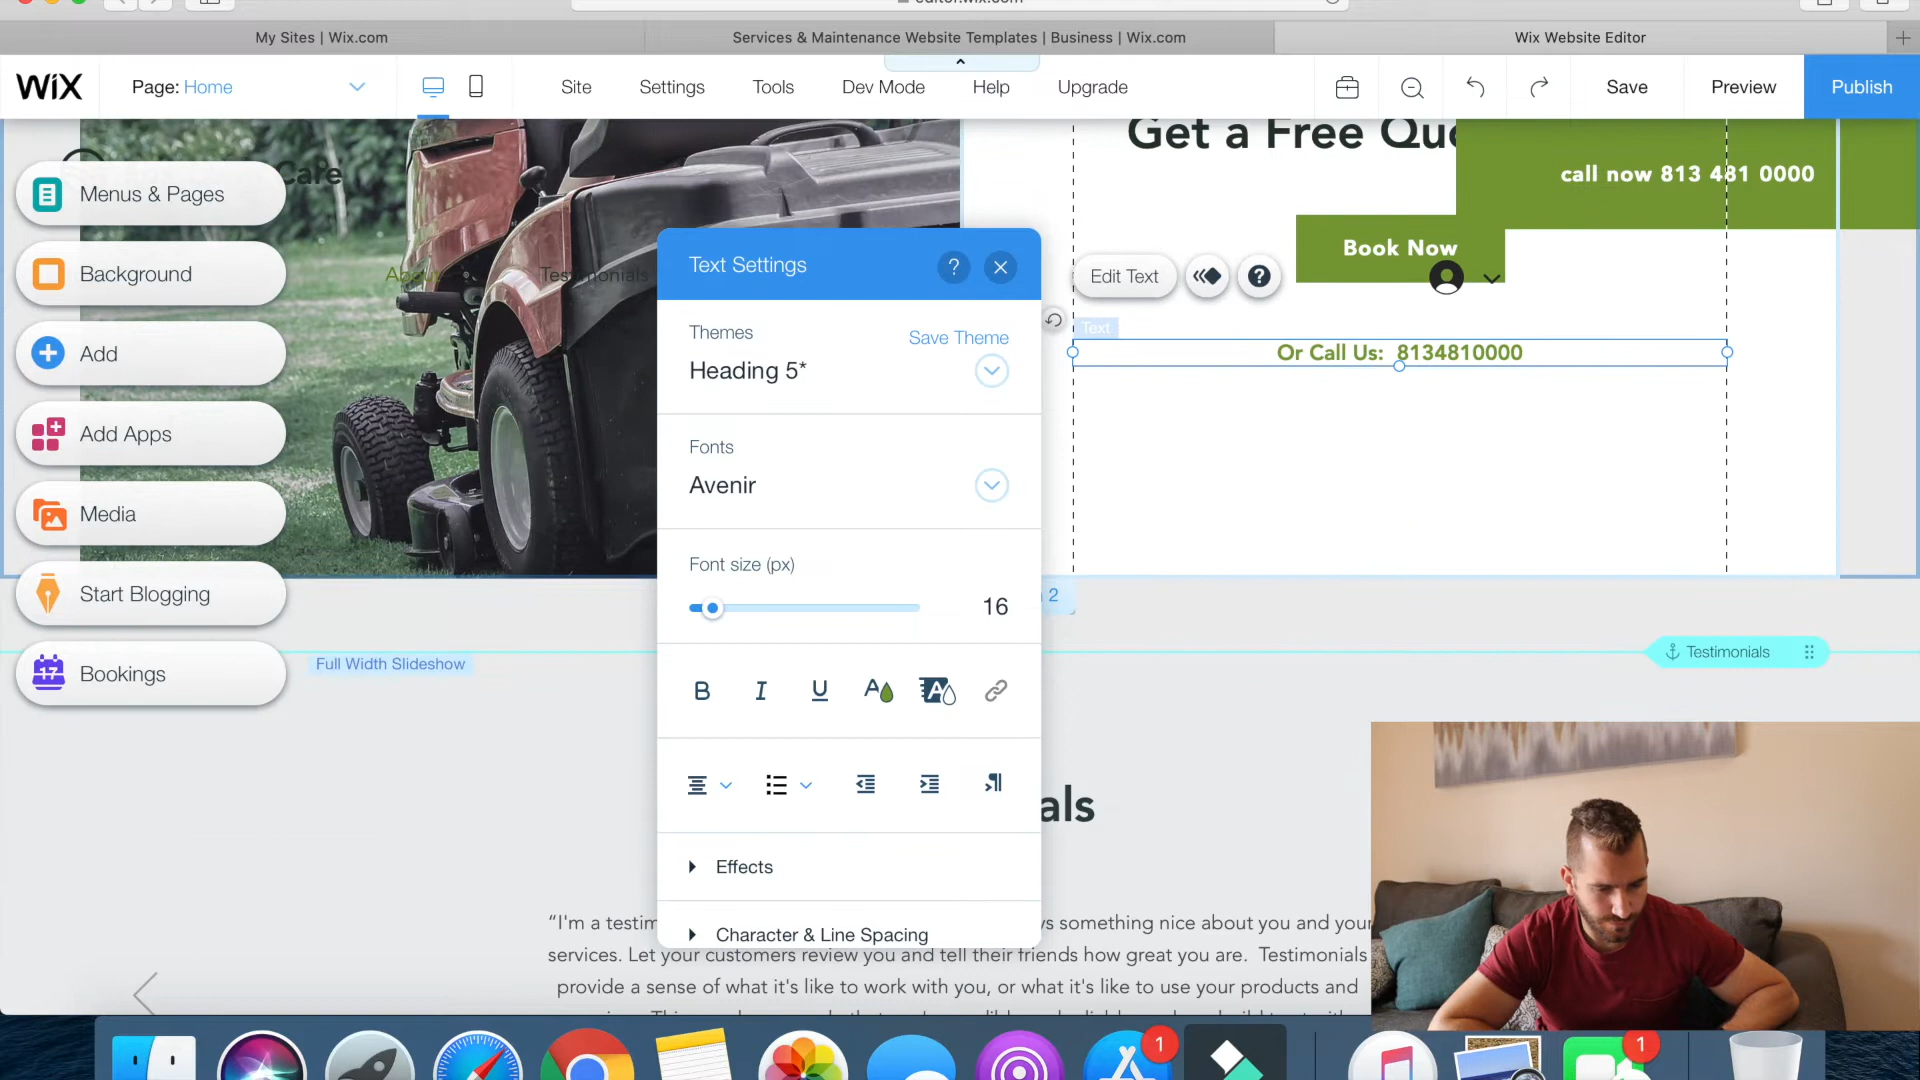 My Sites | Wix.com
Services & Maintenance Website Templates | Business | Wix.com
Wix Website Editor
WiX
Page: Home
Site
Settings
Tools
Dev Mode
Help
Upgrade
Save
Preview
Publish
Get a Free Quo
call now 813 481 0000
Care
Menus & Pages
Book Now
Text Settings
?
Background
About
Testimonials
Edit Text
?
Text
Themes
Save Theme
Heading 5*
Or Call Us: 8134810000
Add
Add Apps
Fonts
Avenir
Media
Font size (px)
16
Start Blogging
2
Full Width Slideshow
Testimonials
17
Bookings
B I U A A
als
Effects
Character & Line Spacing
“I'm a testim
ys something nice about you and your
services. Let your customers review you and tell their friends how great you are. Testimonials
provide a sense of what it's like to work with you, or what it's like to use your products and
1
1